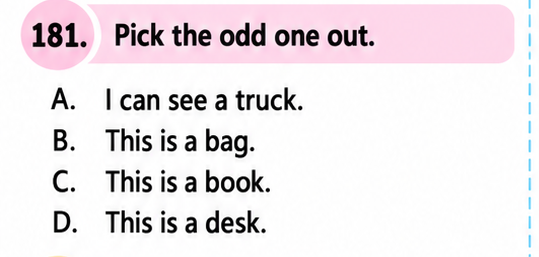 181. Pick the odd one out.
A. I can see a truck.
B. This is a bag.
C. This is a book.
D. This is a desk.